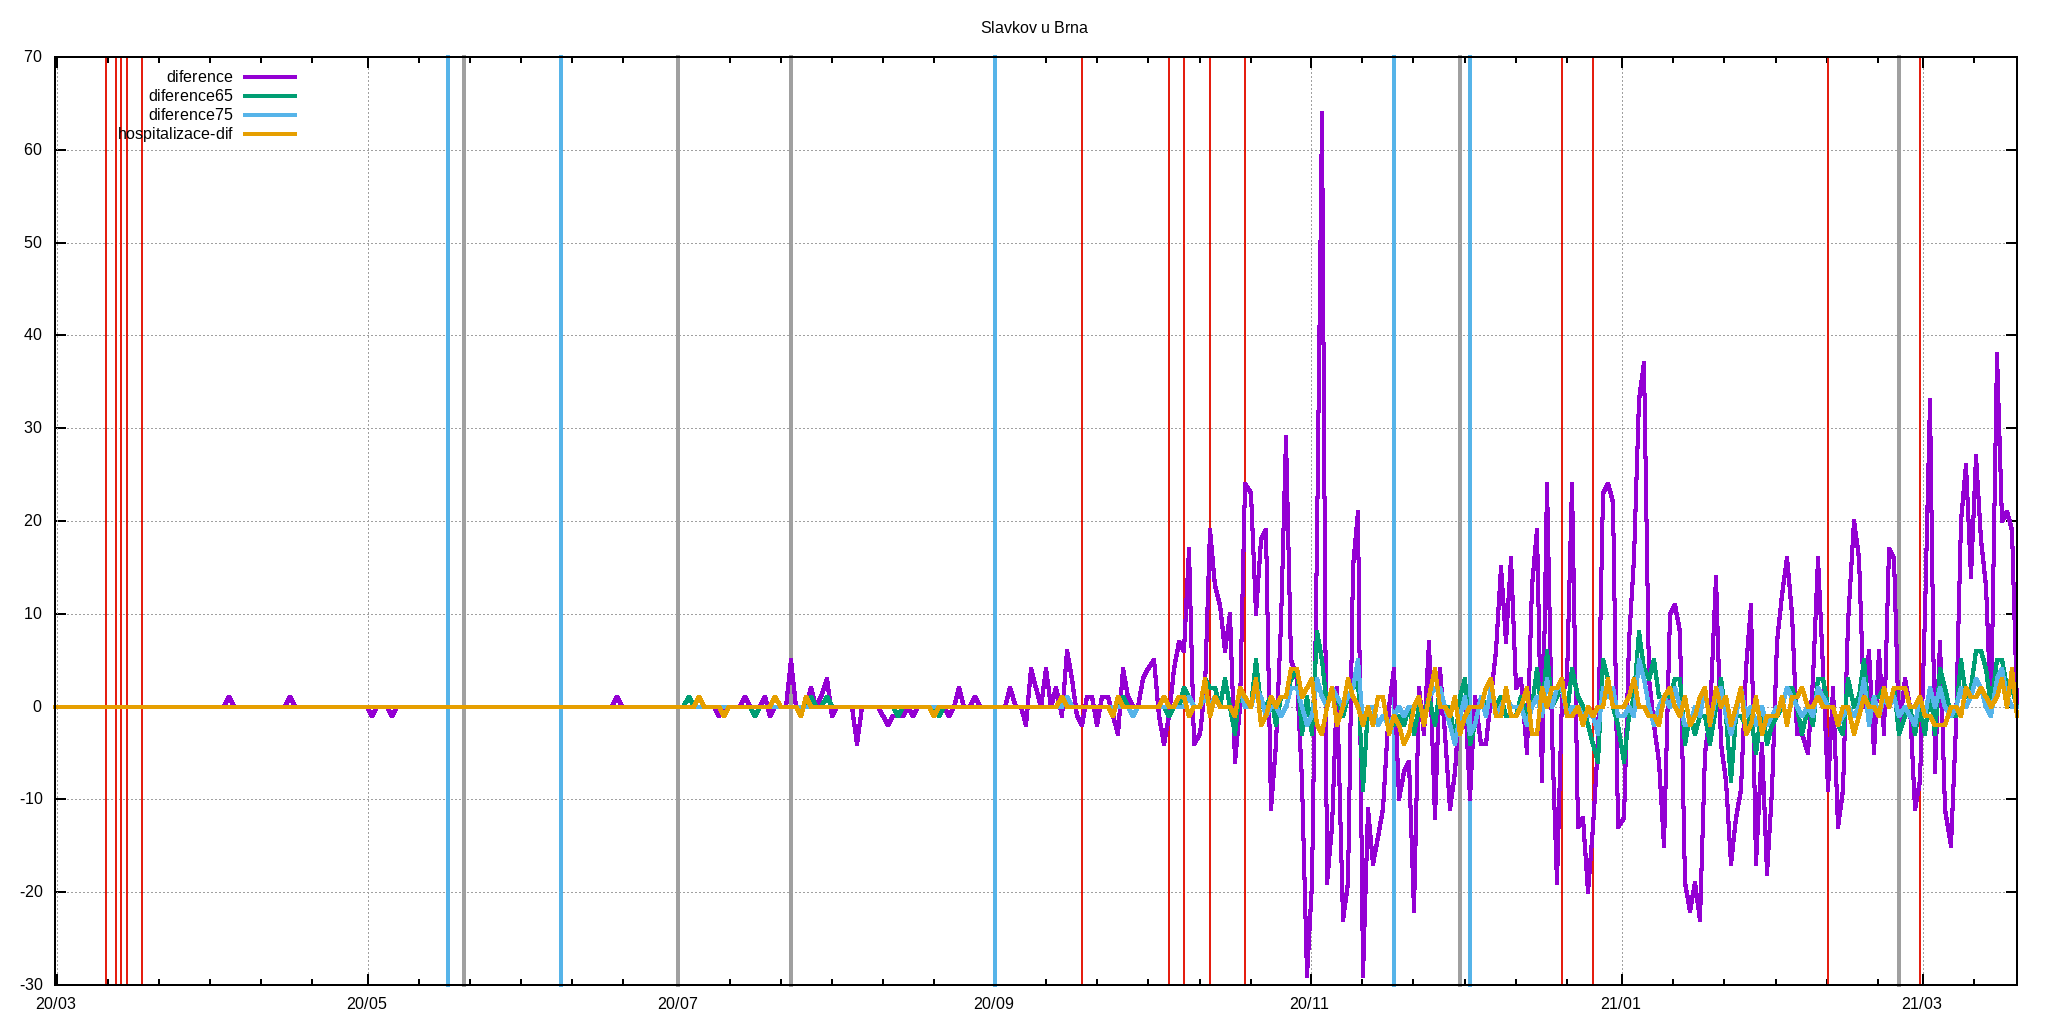 Slavkov u Brna
70
60
50
40
30
20
10
0
-10
-20
-30
diference
diference65
diference75
hospitalizace-dif
20/03 20/05 20/07 20/09 20/11 21/01 21/03